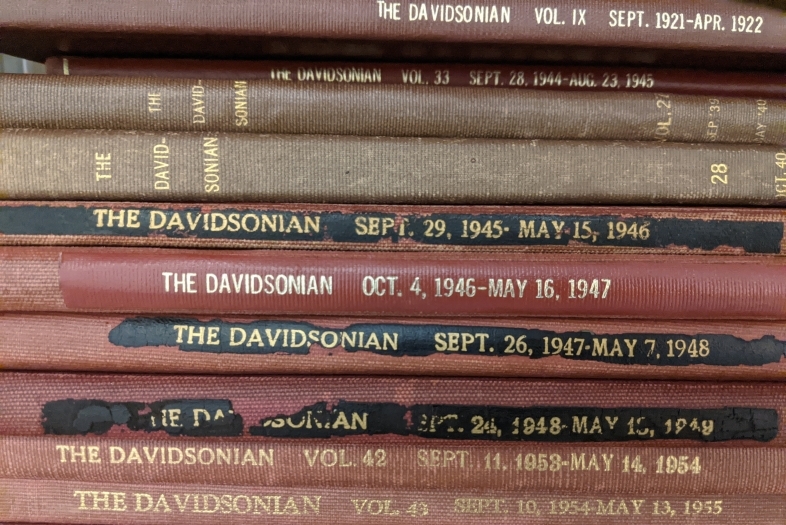 THE DAVIDSONIAN VOL. IX SEPT. 1921-APR. 1922
THE DAVIDSONIAN VOL. 33 SEPT. 28, 1944-AUG. 23, 1945
THE DAVID- SONIAN
THE DAVID- SONIAN 28 OCT. 40
THE DAVIDSONIAN SEPT. 29, 1945- MAY 15, 1946
THE DAVIDSONIAN OCT. 4, 1946-MAY 16, 1947
THE DAVIDSONIAN SEPT. 26, 1947-MAY 7, 1948
24, 1948- MAY
THE DAVIDSONIAN VOL. 42 SEPT. 11, 1953-MAY 14, 1954
THE DAVIDSONIAN VOL. 43 SEPT. 10, 1954-MAY 13, 1955